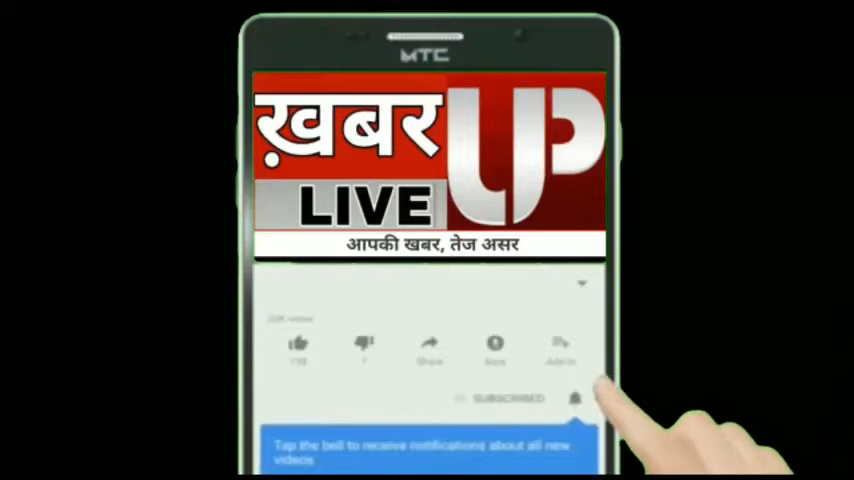 MTC
ख़बर UP
LIVE
आपकी खबर, तेज असर
Share
SUBSCRIBED
Tap the bell to receive notifications about all new
videos